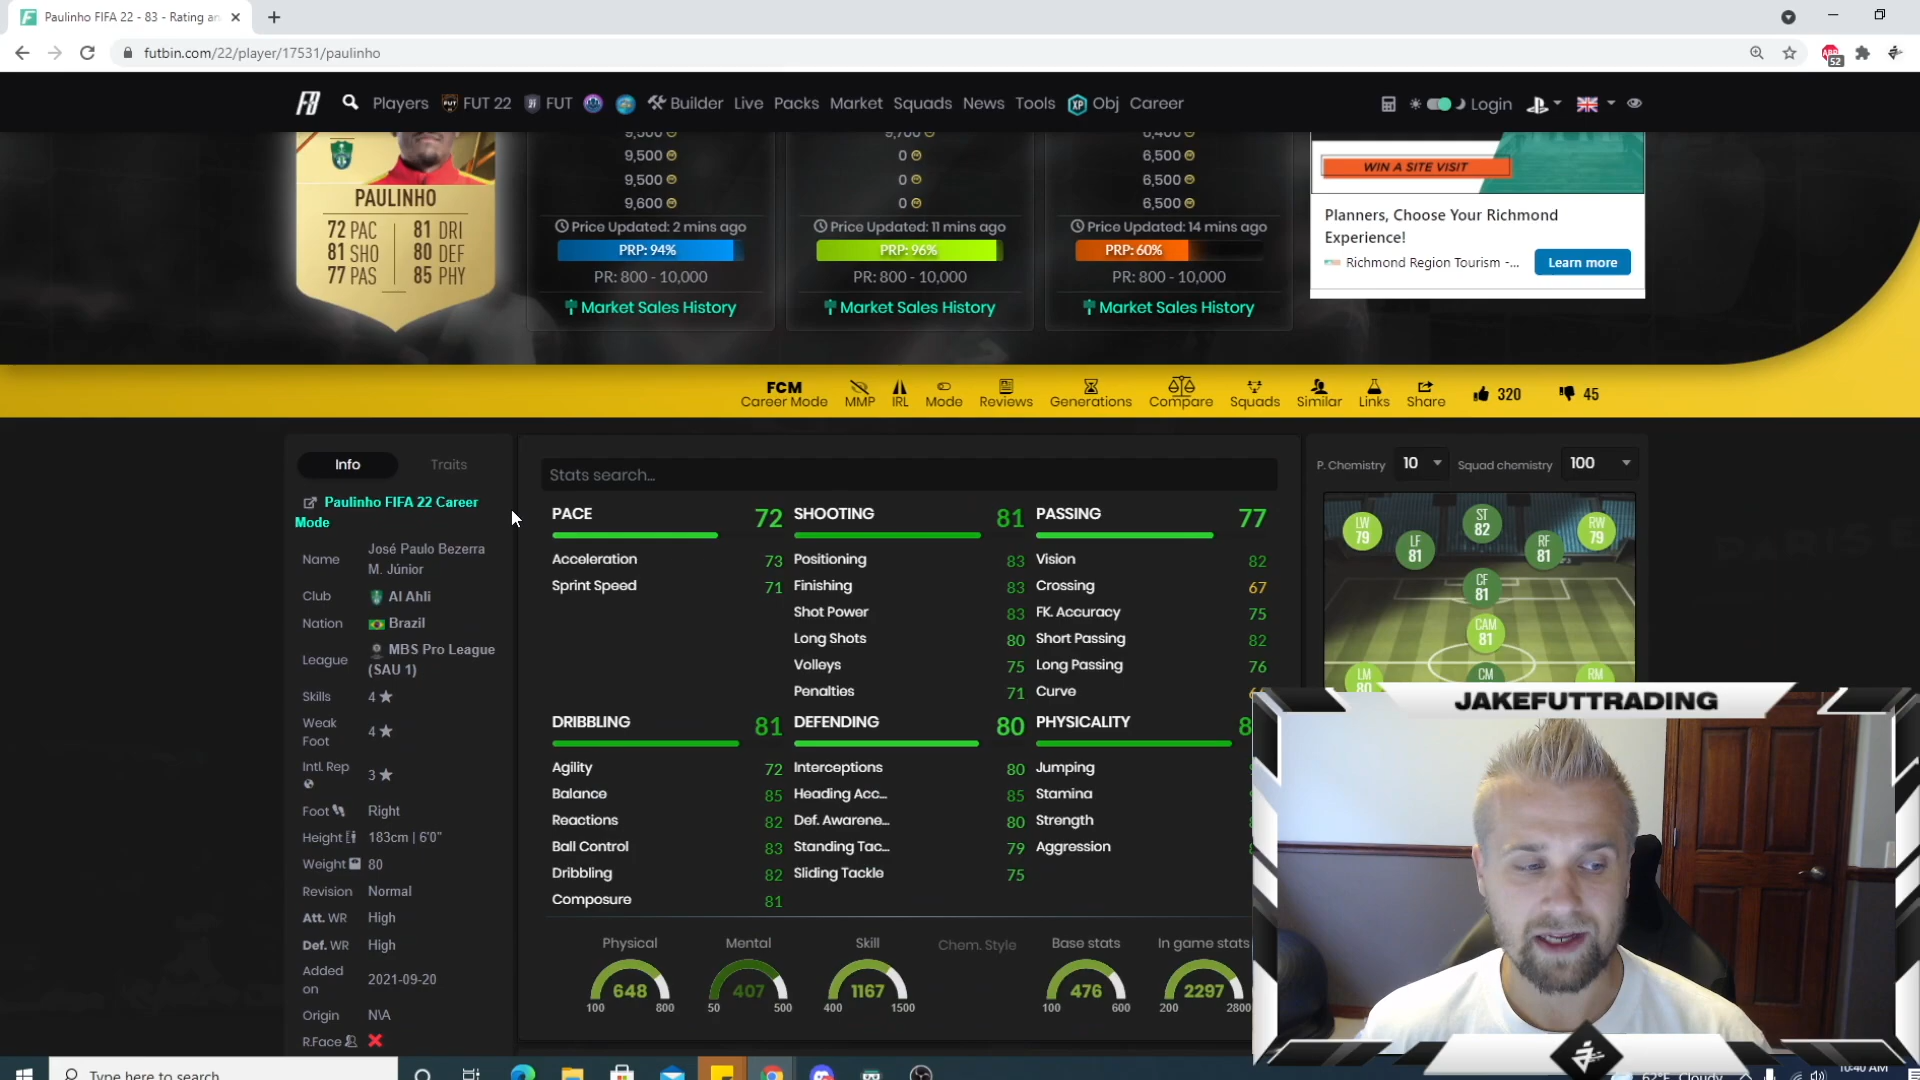 Paulinho FIFA 22 - 83 - Rating an
futbin.com/22/player/17531/paulinho
52
Players FUT 22 FUT Builder Live Packs Market Squads News Tools Obj Career Login
PAULINHO
72 PAC 81 DRI
81 SHO 80 DEF
77 PAS 85 PHY
9,500
9,500
9,500
9,600
Price Updated: 2 mins ago
PRP: 94%
PR: 800 - 10,000
Market Sales History
9,700
0
0
0
Price Updated: 11 mins ago
PRP: 96%
PR: 800 - 10,000
Market Sales History
6,400
6,500
6,500
6,500
Price Updated: 14 mins ago
PRP: 60%
PR: 800 - 10,000
Market Sales History
WIN A SITE VISIT
Planners, Choose Your Richmond
Experience!
Richmond Region Tourism -...
Learn more
FCM
Career Mode MMP IRL Mode Reviews Generations Compare Squads Similar Links Share 320 45
Info Traits
Paulinho FIFA 22 Career
Mode
Name José Paulo Bezerra
M. Júnior
Club Al Ahli
Nation Brazil
League MBS Pro League
(SAU 1)
Skills 4
Weak
Foot 4
Intl. Rep 3
Foot Right
Height 183cm | 6'0"
Weight 80
Revision Normal
Att. WR High
Def. WR High
Added
on 2021-09-20
Origin N\A
R.Face
Stats search...
PACE 72
Acceleration 73
Sprint Speed 71
SHOOTING 81
Positioning 83
Finishing 83
Shot Power 83
Long Shots 80
Volleys 75
Penalties 71
PASSING 77
Vision 82
Crossing 67
FK. Accuracy 75
Short Passing 82
Long Passing 76
Curve
DRIBBLING 81
Agility 72
Balance 85
Reactions 82
Ball Control 83
Dribbling 82
Composure 81
DEFENDING 80
Interceptions 80
Heading Acc... 85
Def. Awarene... 80
Standing Tac... 79
Sliding Tackle 75
PHYSICALITY
Jumping
Stamina
Strength
Aggression
Physical
648
100 800
Mental
407
50 500
Skill
1167
400 1500
Chem. Style
Base stats
476
100 600
In game stats
2297
200 2800
P. Chemistry 10 Squad chemistry 100
LW
79
ST
82
RW
79
LF
81
RF
81
CF
81
CAM
81
LM
80
CM
RM
JAKEFUTTRADING
Type here to search
62°F Cloudy
10:40 AM